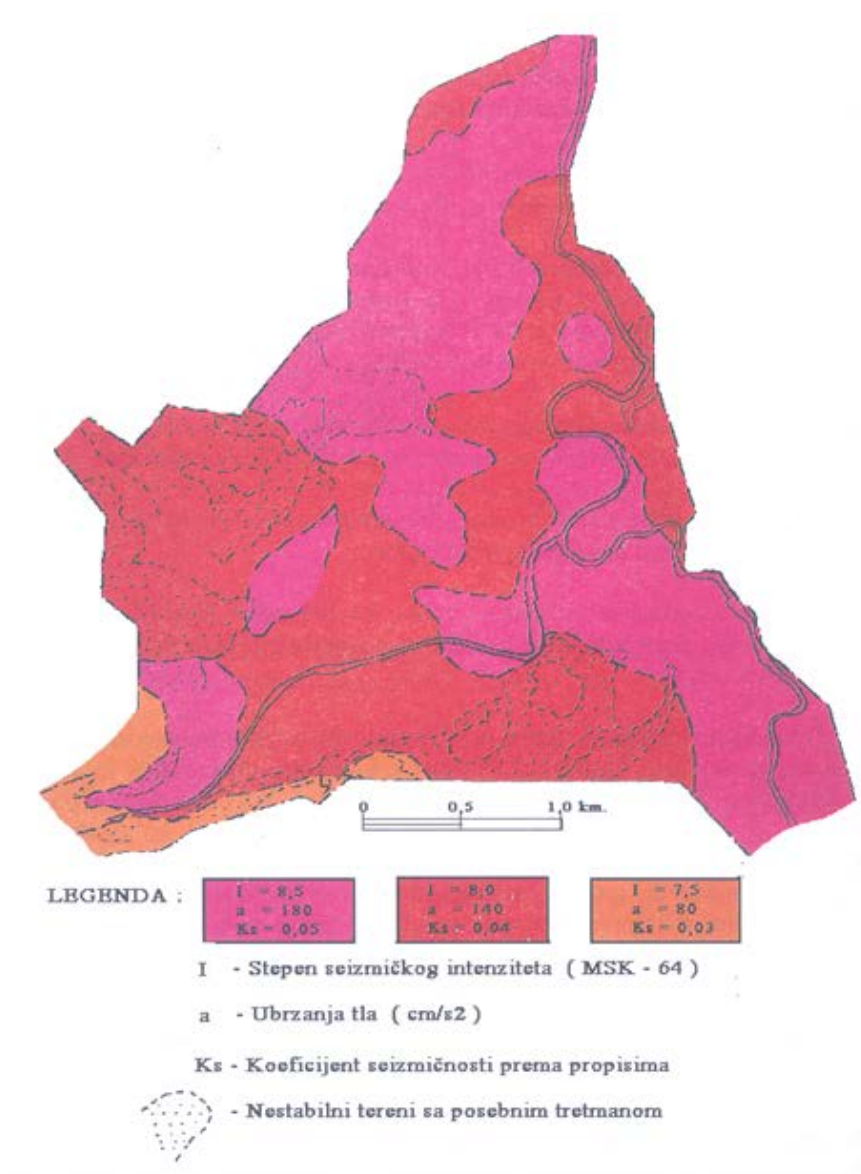 0 0,5 1,0 km.
LEGENDA :
I = 8,5
a = 180
Ks = 0,05
I = 8,0
a = 140
Ks = 0,04
I = 7,5
a = 80
Ks = 0,03
I - Stepen seizmičkog intenziteta ( MSK - 64 )
a - Ubrzanja tla ( cm/s2 )
Ks - Koeficijent seizmičnosti prema propisima
- Nestabilni tereni sa posebnim tretmanom